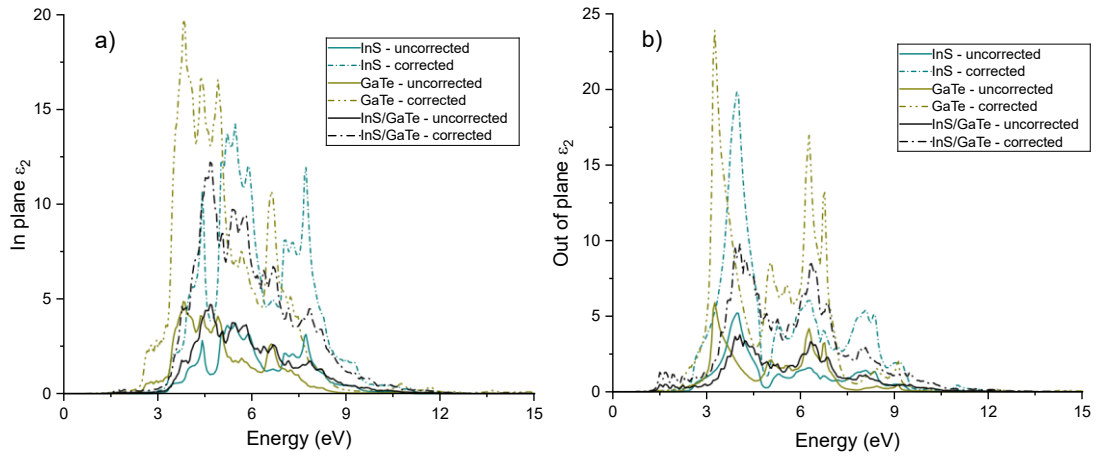 a)
In plane ε2
20
15
10
5
0
InS - uncorrected
InS - corrected
GaTe - uncorrected
GaTe - corrected
InS/GaTe - uncorrected
InS/GaTe - corrected
0 3 6 9 12 15
Energy (eV)
b)
Out of plane ε2
25
20
15
10
5
0
InS - uncorrected
InS - corrected
GaTe - uncorrected
GaTe - corrected
InS/GaTe - uncorrected
InS/GaTe - corrected
0 3 6 9 12 15
Energy (eV)